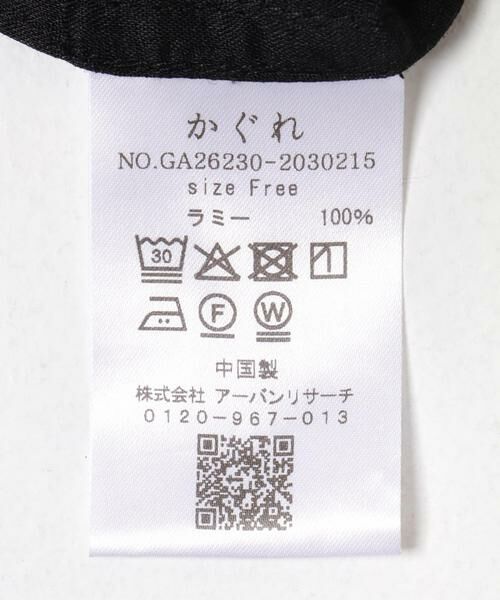 かぐれ
NO.GA26230-2030215
size Free
ラミー 100%
30
F W
中国製
株式会社 アーバンリサーチ
0120-967-013